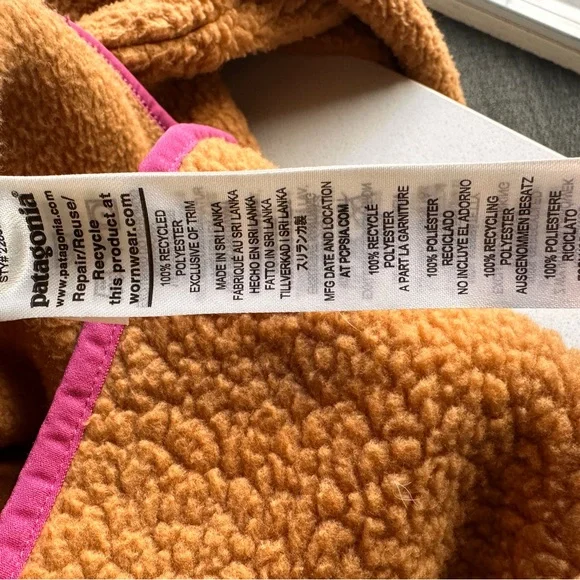 STY#
patagonia®
www.patagonia.com
Repair/Reuse/
Recycle
this product at
wornwear.com
100% RECYCLED
POLYESTER
EXCLUSIVE OF TRIM
MADE IN SRI LANKA
FABRIQUÉ AU SRI LANKA
HECHO EN SRI LANKA
FATTO IN SRI LANKA
TILLVERKAD I SRI LANKA
スリランカ製
MFG DATE AND LOCATION
AT POPSIA.COM
100% RECYCLÉ
POLYESTER
A PART LA GARNITURE
100% POLIÉSTER
RECICLADO
NO INCLUYE EL ADORNO
100% RECYCLING
POLYESTER
AUSGENOMMEN BESATZ
100% POLIESTERE
RICICLATO